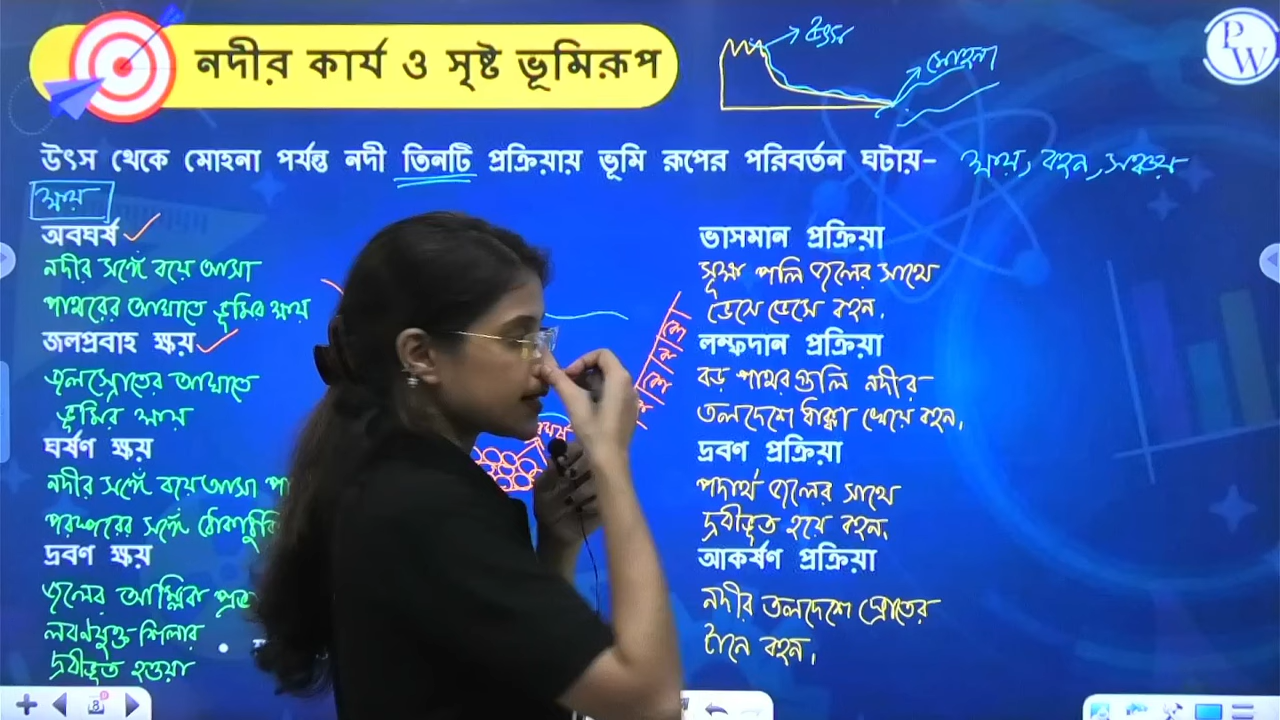 নদীর কার্য ও সৃষ্ট ভূমিরূপ
উৎস
মোহনা
PW
উৎস থেকে মোহনা পর্যন্ত নদী তিনটি প্রক্রিয়ায় ভূমি রূপের পরিবর্তন ঘটায়- ক্ষয়, বহন, সঞ্চয়
ক্ষয়
অবঘর্ষ
নদীর সঙ্গে বয়ে আসা
পাথরের আঘাতে ভূমির ক্ষয়
জলপ্রবাহ ক্ষয়
জলস্রোতের আঘাতে
ভূমির ক্ষয়
ঘর্ষণ ক্ষয়
নদীর সঙ্গে বয়ে আসা
পরস্পরের সঙ্গে
দ্রবণ ক্ষয়
জলের
লবণযুক্ত শিলার
দ্রবীভূত হওয়া
ভাসমান প্রক্রিয়া
সূক্ষ্ম পলি জলের সাথে
ভেসে ভেসে বহন.
লম্ফদান প্রক্রিয়া
বড় পাথরগুলি নদীর
তলদেশে ধাক্কা খেয়ে বহন.
দ্রবণ প্রক্রিয়া
পদার্থ জলের সাথে
দ্রবীভূত হয়ে বহন.
আকর্ষণ প্রক্রিয়া
নদীর তলদেশে স্রোতের
টানে বহন.
8